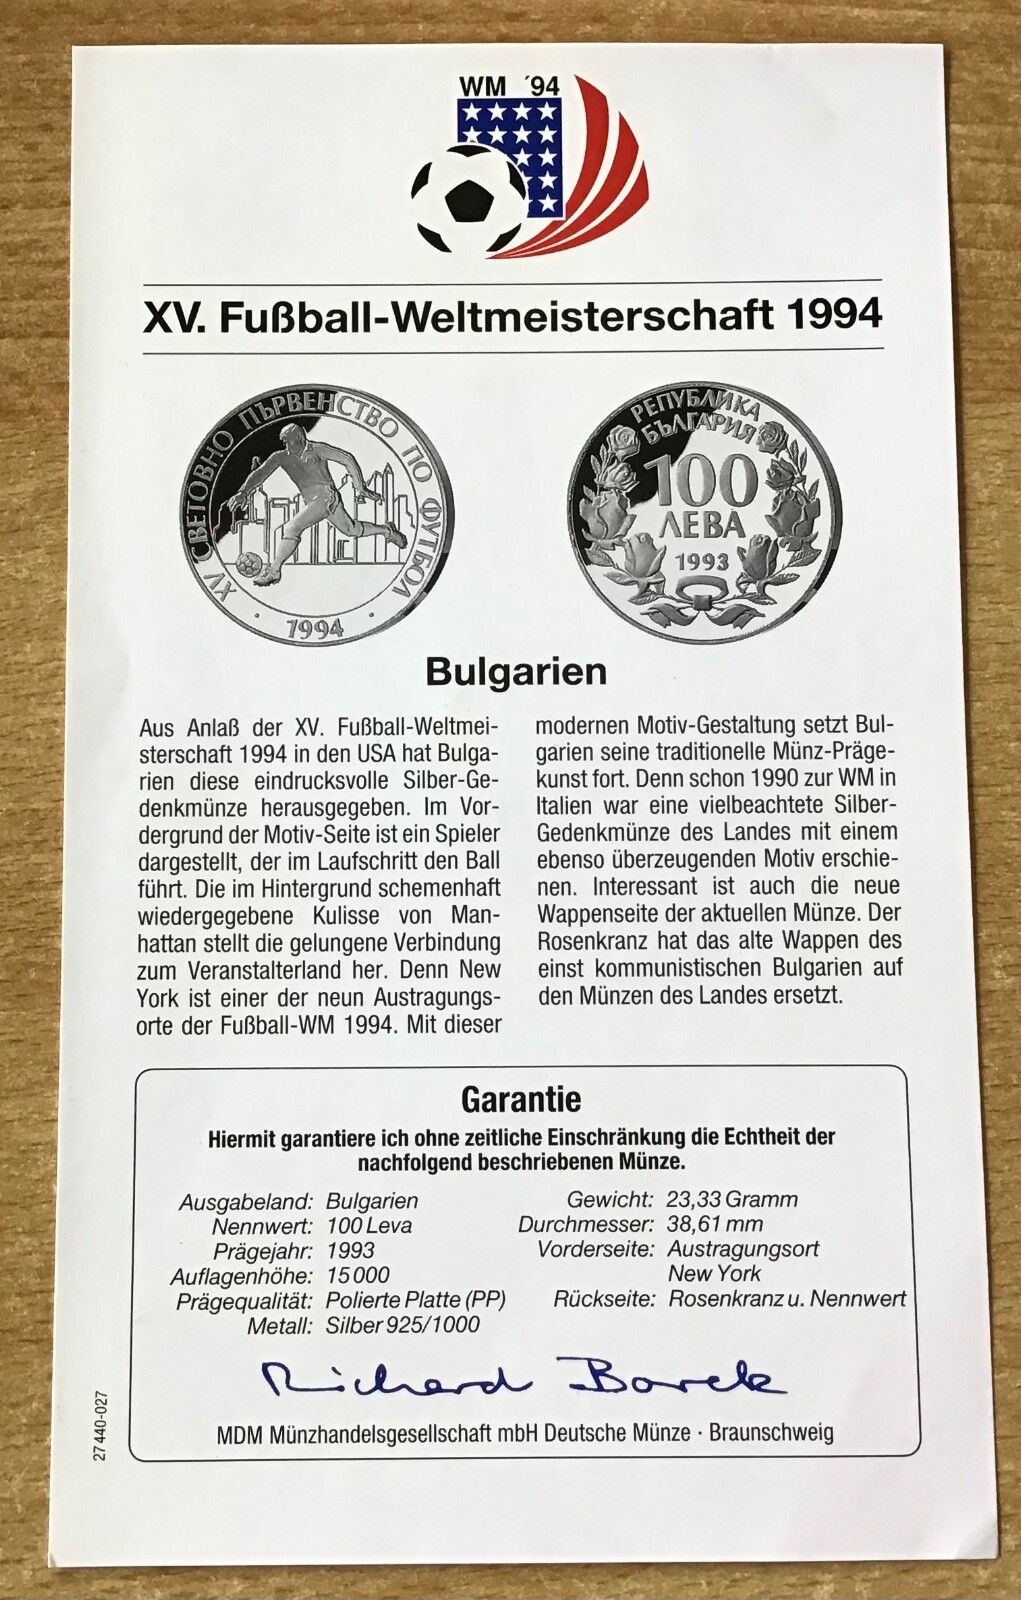 WM ´94
XV. Fußball-Weltmeisterschaft 1994
XV СВЕТОВНО ПЪРВЕНСТВО ПО ФУТБОЛ
· 1994 ·
РЕПУБЛИКА
БЪЛГАРИЯ
100
ЛЕВА
1993
Bulgarien
Aus Anlaß der XV. Fußball-Weltmei-
sterschaft 1994 in den USA hat Bulga-
rien diese eindrucksvolle Silber-Ge-
denkmünze herausgegeben. Im Vor-
dergrund der Motiv-Seite ist ein Spieler
dargestellt, der im Laufschritt den Ball
führt. Die im Hintergrund schemenhaft
wiedergegebene Kulisse von Man-
hattan stellt die gelungene Verbindung
zum Veranstalterland her. Denn New
York ist einer der neun Austragungs-
orte der Fußball-WM 1994. Mit dieser
modernen Motiv-Gestaltung setzt Bul-
garien seine traditionelle Münz-Präge-
kunst fort. Denn schon 1990 zur WM in
Italien war eine vielbeachtete Silber-
Gedenkmünze des Landes mit einem
ebenso überzeugenden Motiv erschie-
nen. Interessant ist auch die neue
Wappenseite der aktuellen Münze. Der
Rosenkranz hat das alte Wappen des
einst kommunistischen Bulgarien auf
den Münzen des Landes ersetzt.
Garantie
Hiermit garantiere ich ohne zeitliche Einschränkung die Echtheit der
nachfolgend beschriebenen Münze.
Ausgabeland: Bulgarien
Nennwert: 100 Leva
Prägejahr: 1993
Auflagenhöhe: 15 000
Prägequalität: Polierte Platte (PP)
Metall: Silber 925/1000
Gewicht: 23,33 Gramm
Durchmesser: 38,61 mm
Vorderseite: Austragungsort
New York
Rückseite: Rosenkranz u. Nennwert
Richard Borek
MDM Münzhandelsgesellschaft mbH Deutsche Münze · Braunschweig
27 440-027